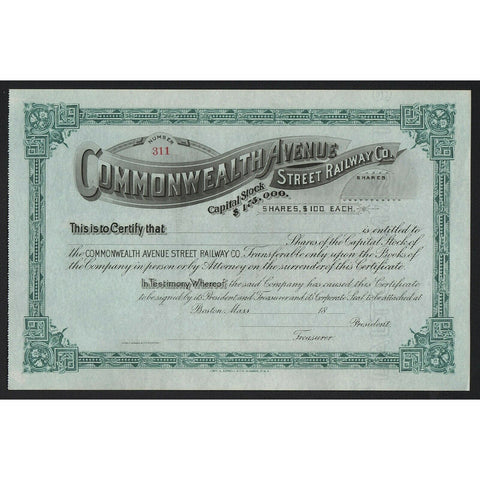 NUMBER
311
COMMONWEALTH AVENUE
STREET RAILWAY CO.
SHARES
Capital Stock
SHARES, $100 EACH.
This is to Certify that
is entitled to
Shares of the Capital Stock of
the COMMONWEALTH AVENUE STREET RAILWAY CO. Transferable only upon the Books of
the Company in person or by Attorney on the surrender of this Certificate.
In Testimony Whereof, the said Company has caused this Certificate
to be signed by its President and Treasurer and its Corporate Seal to be attached at
Boston, Mass. 18
President.
Treasurer.